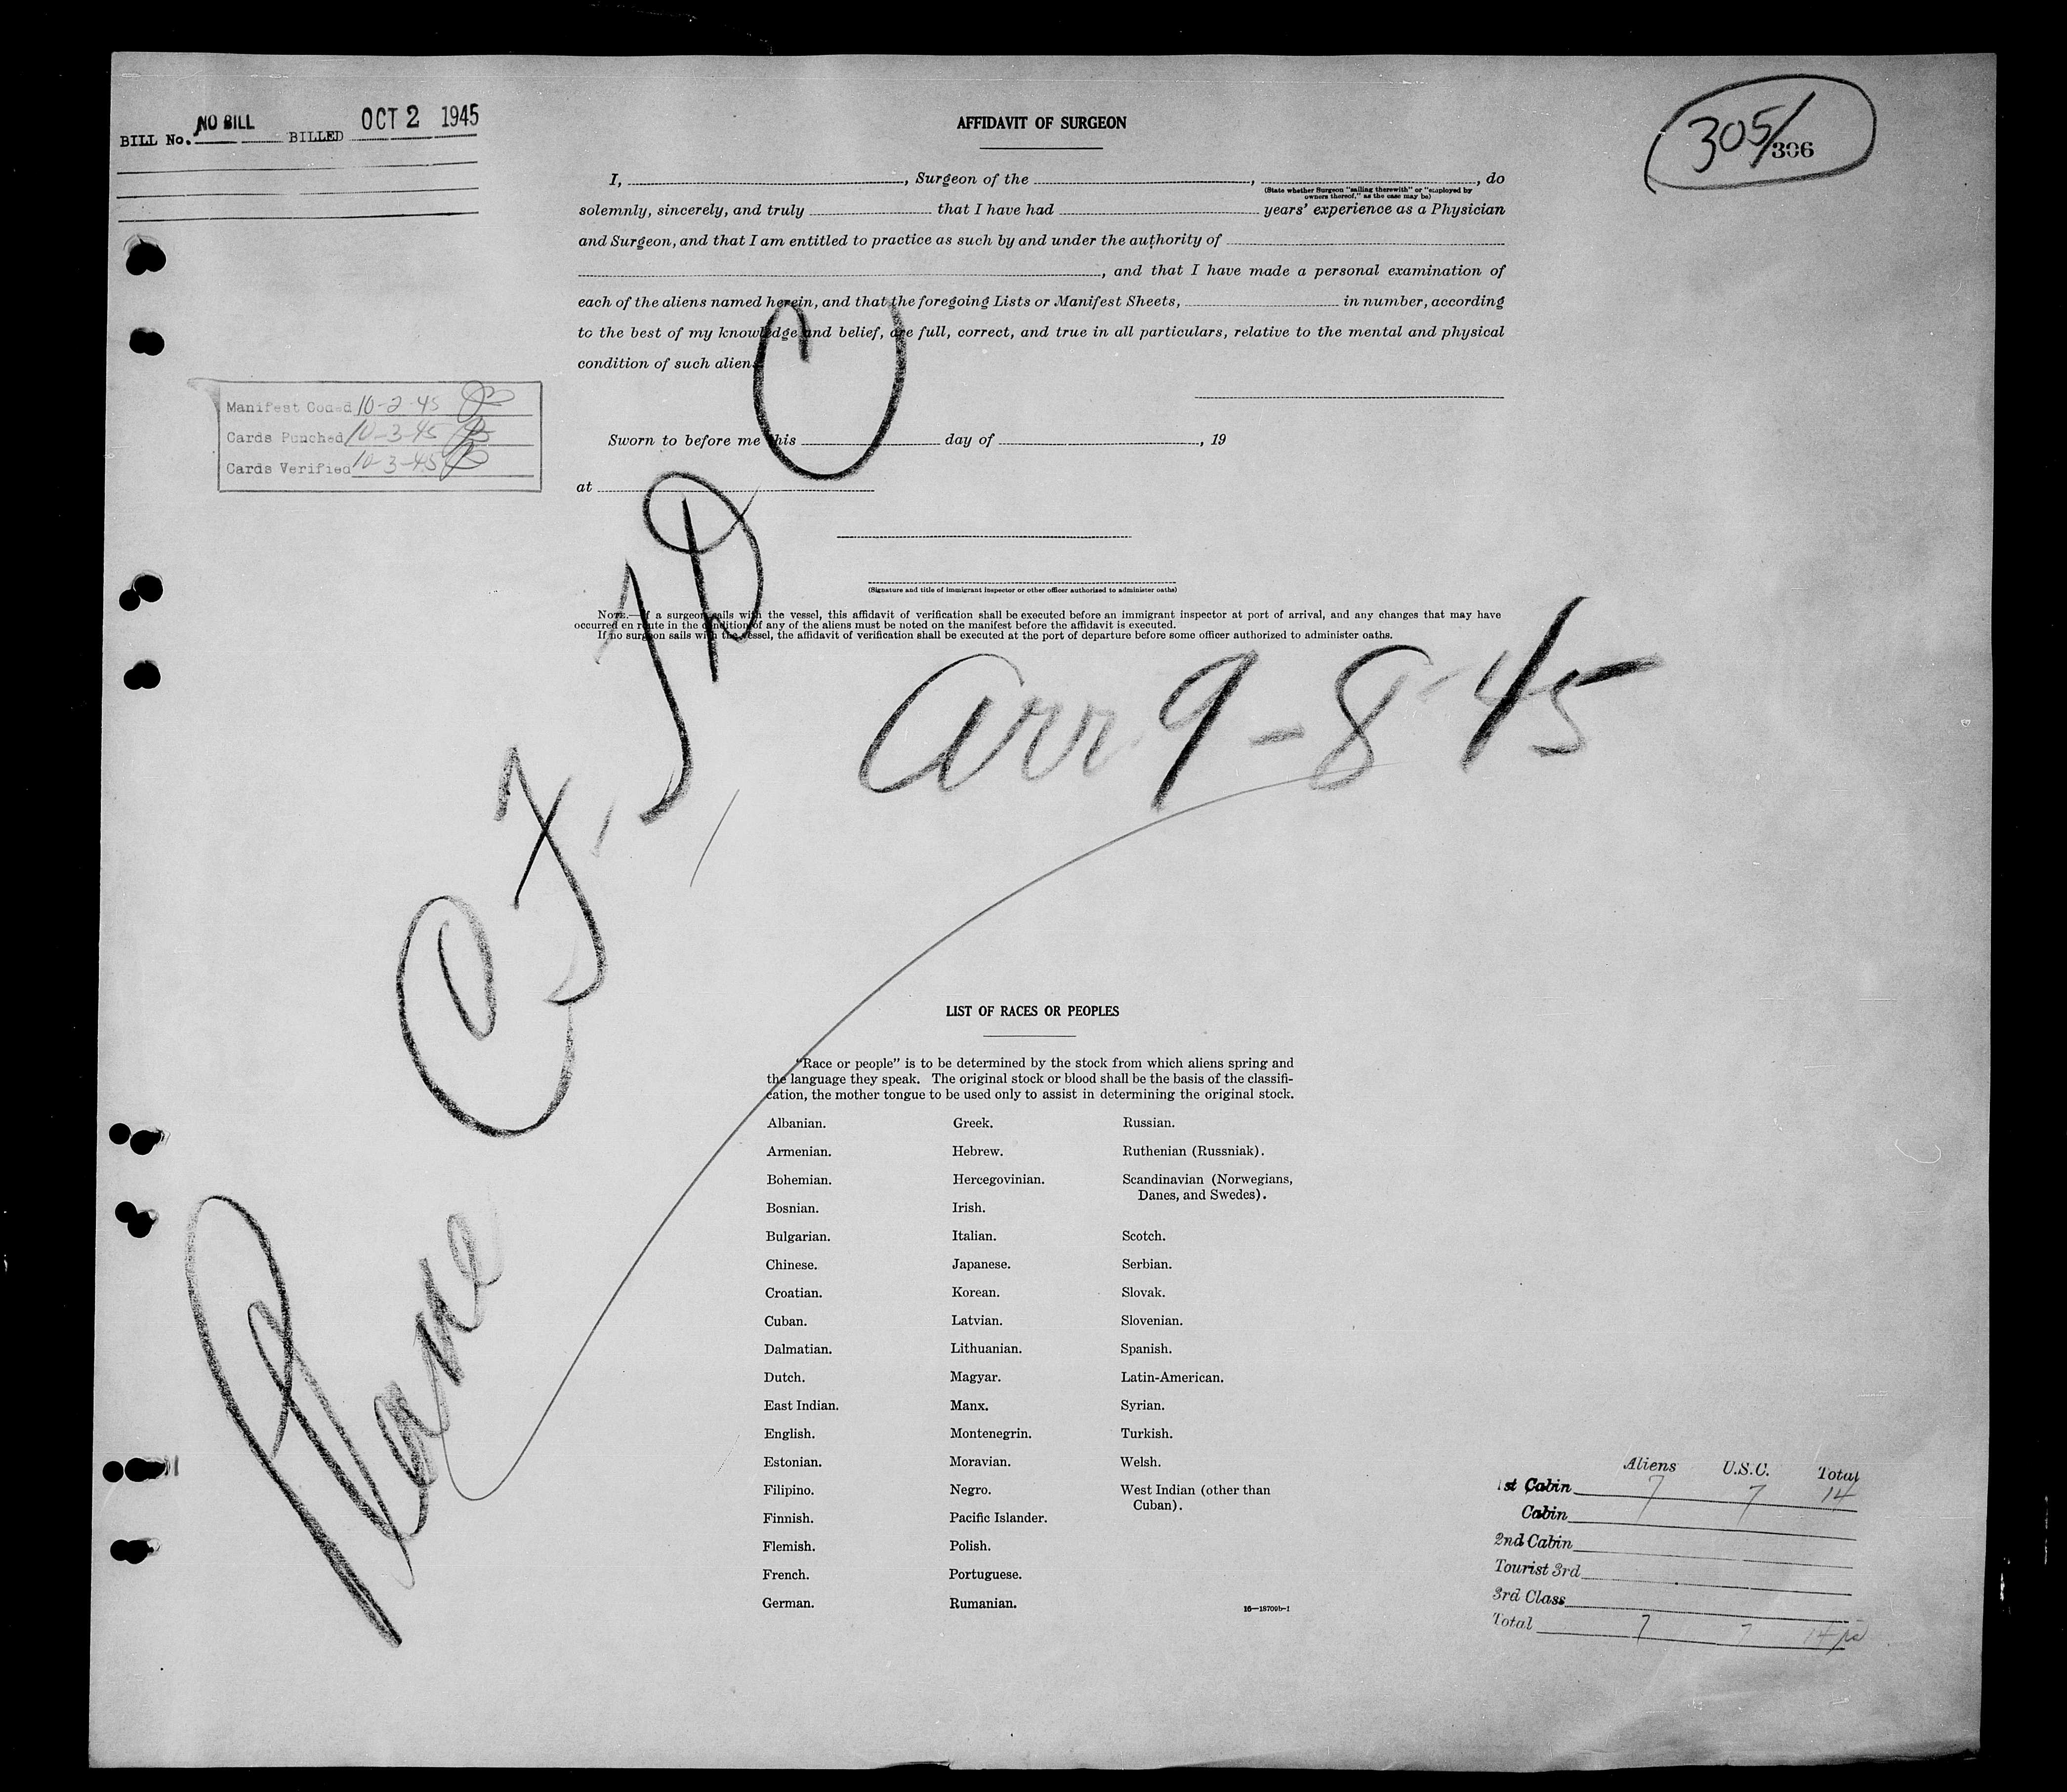 BILL No. NO BILL BILLED OCT 2 1945
AFFIDAVIT OF SURGEON
305/306
I, , Surgeon of the , , do
(State whether Surgeon "sailing therewith" or "employed by
owners thereof," as the case may be)
solemnly, sincerely, and truly that I have had years' experience as a Physician
and Surgeon, and that I am entitled to practice as such by and under the authority of
, and that I have made a personal examination of
each of the aliens named herein, and that the foregoing Lists or Manifest Sheets, in number, according
to the best of my knowledge and belief, are full, correct, and true in all particulars, relative to the mental and physical
condition of such aliens
Manifest Coded 10-2-45
Cards Punched 10-3-45
Cards Verified 10-3-45
Sworn to before me this day of , 19
at
(Signature and title of immigrant inspector or other officer authorized to administer oaths)
NOTE.—If a surgeon sails with the vessel, this affidavit of verification shall be executed before an immigrant inspector at port of arrival, and any changes that may have
occurred en route in the condition of any of the aliens must be noted on the manifest before the affidavit is executed.
If no surgeon sails with the vessel, the affidavit of verification shall be executed at the port of departure before some officer authorized to administer oaths.
Plane
arr 9-8-45
LIST OF RACES OR PEOPLES
"Race or people" is to be determined by the stock from which aliens spring and
the language they speak. The original stock or blood shall be the basis of the classifi-
cation, the mother tongue to be used only to assist in determining the original stock.
Albanian.
Armenian.
Bohemian.
Bosnian.
Bulgarian.
Chinese.
Croatian.
Cuban.
Dalmatian.
Dutch.
East Indian.
English.
Estonian.
Filipino.
Finnish.
Flemish.
French.
German.
Greek.
Hebrew.
Hercegovinian.
Irish.
Italian.
Japanese.
Korean.
Latvian.
Lithuanian.
Magyar.
Manx.
Montenegrin.
Moravian.
Negro.
Pacific Islander.
Polish.
Portuguese.
Rumanian.
Russian.
Ruthenian (Russniak).
Scandinavian (Norwegians,
Danes, and Swedes).
Scotch.
Serbian.
Slovak.
Slovenian.
Spanish.
Latin-American.
Syrian.
Turkish.
Welsh.
West Indian (other than
Cuban).
16—18709b-1
Aliens U.S.C. Total
1st Cabin 7 7 14
Cabin
2nd Cabin
Tourist 3rd
3rd Class
Total 7 7 14